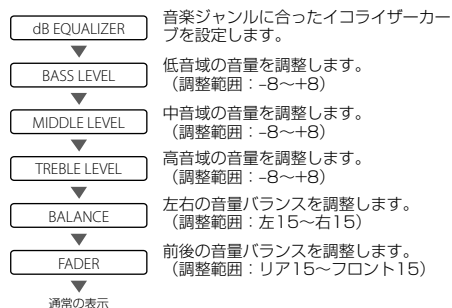 dB EQUALIZER
音楽ジャンルに合ったイコライザーカー
ブを設定します。
BASS LEVEL
低音域の音量を調整します。
（調整範囲：−8〜+8）
MIDDLE LEVEL
中音域の音量を調整します。
（調整範囲：−8〜+8）
TREBLE LEVEL
高音域の音量を調整します。
（調整範囲：−8〜+8）
BALANCE
左右の音量バランスを調整します。
（調整範囲：左15〜右15）
FADER
前後の音量バランスを調整します。
（調整範囲：リア15〜フロント15）
通常の表示